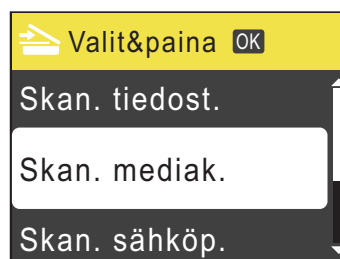 Valit&paina OK
Skan. tiedost.
Skan. mediak.
Skan. sähköp.